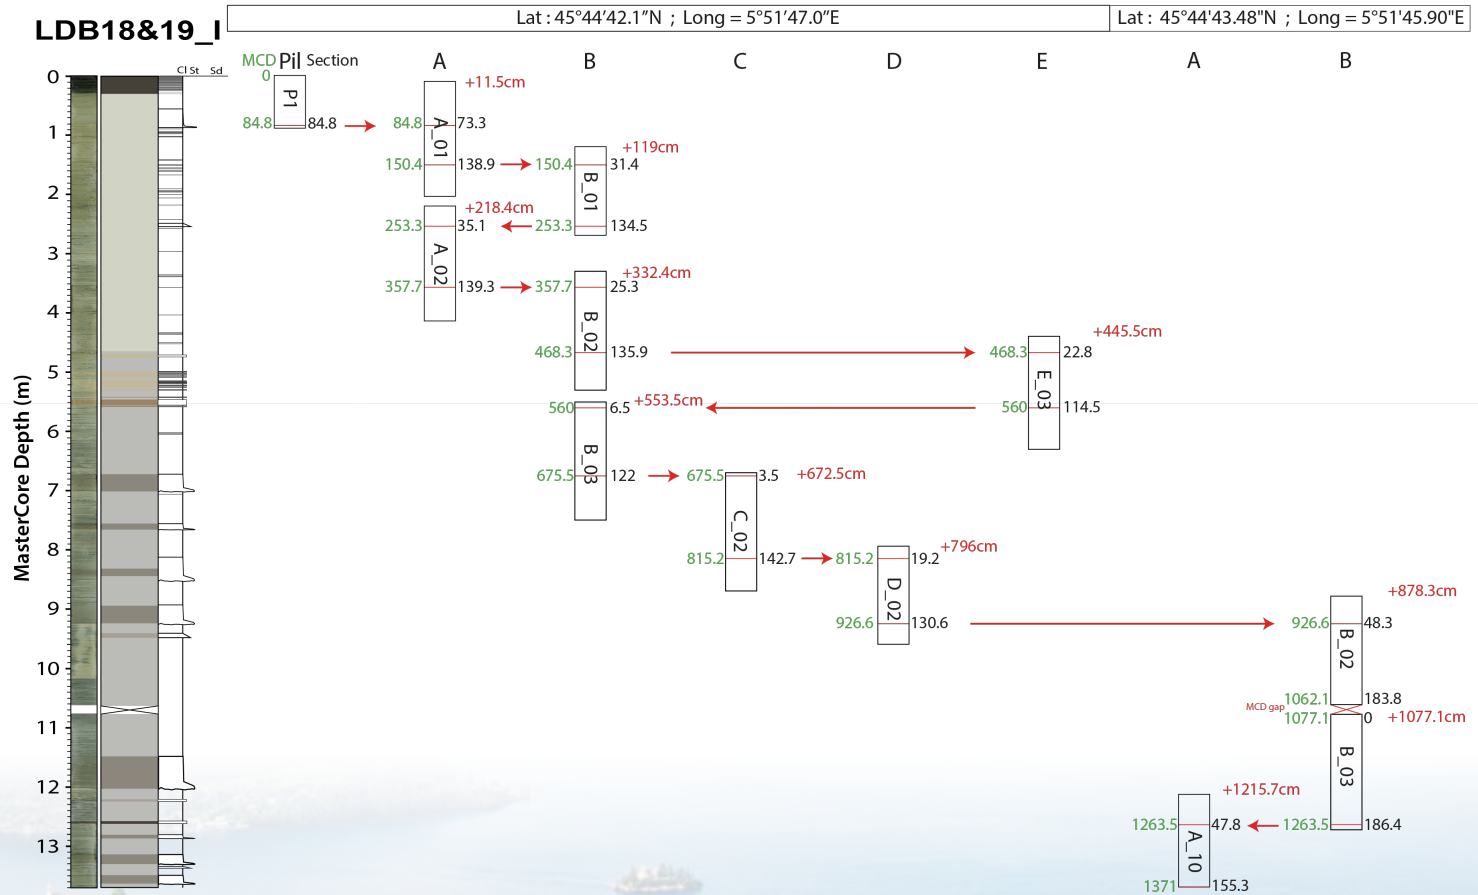 LDB18&19_I
Lat : 45°44'42.1’’N ; Long = 5°51'47.0’’E
Lat : 45°44'43.48"N ; Long = 5°51'45.90"E
MCD Pil Section
A B C D E A B
Cl St Sd
MasterCore Depth (m)
0
1
2
3
4
5
6
7
8
9
10
11
12
13
0
P1
84.8 84.8
+11.5cm
84.8 73.3
A_01
150.4 138.9
+119cm
150.4 31.4
B_01
253.3 134.5
+218.4cm
253.3 35.1
A_02
357.7 139.3
+332.4cm
357.7 25.3
B_02
468.3 135.9
+445.5cm
468.3 22.8
E_03
560 114.5
+553.5cm
560 6.5
B_03
675.5 122
+672.5cm
675.5 3.5
C_02
815.2 142.7
+796cm
815.2 19.2
D_02
926.6 130.6
+878.3cm
926.6 48.3
B_02
1062.1 183.8
MCD gap
1077.1 0 +1077.1cm
B_03
1263.5 186.4
+1215.7cm
1263.5 47.8
A_10
1371 155.3